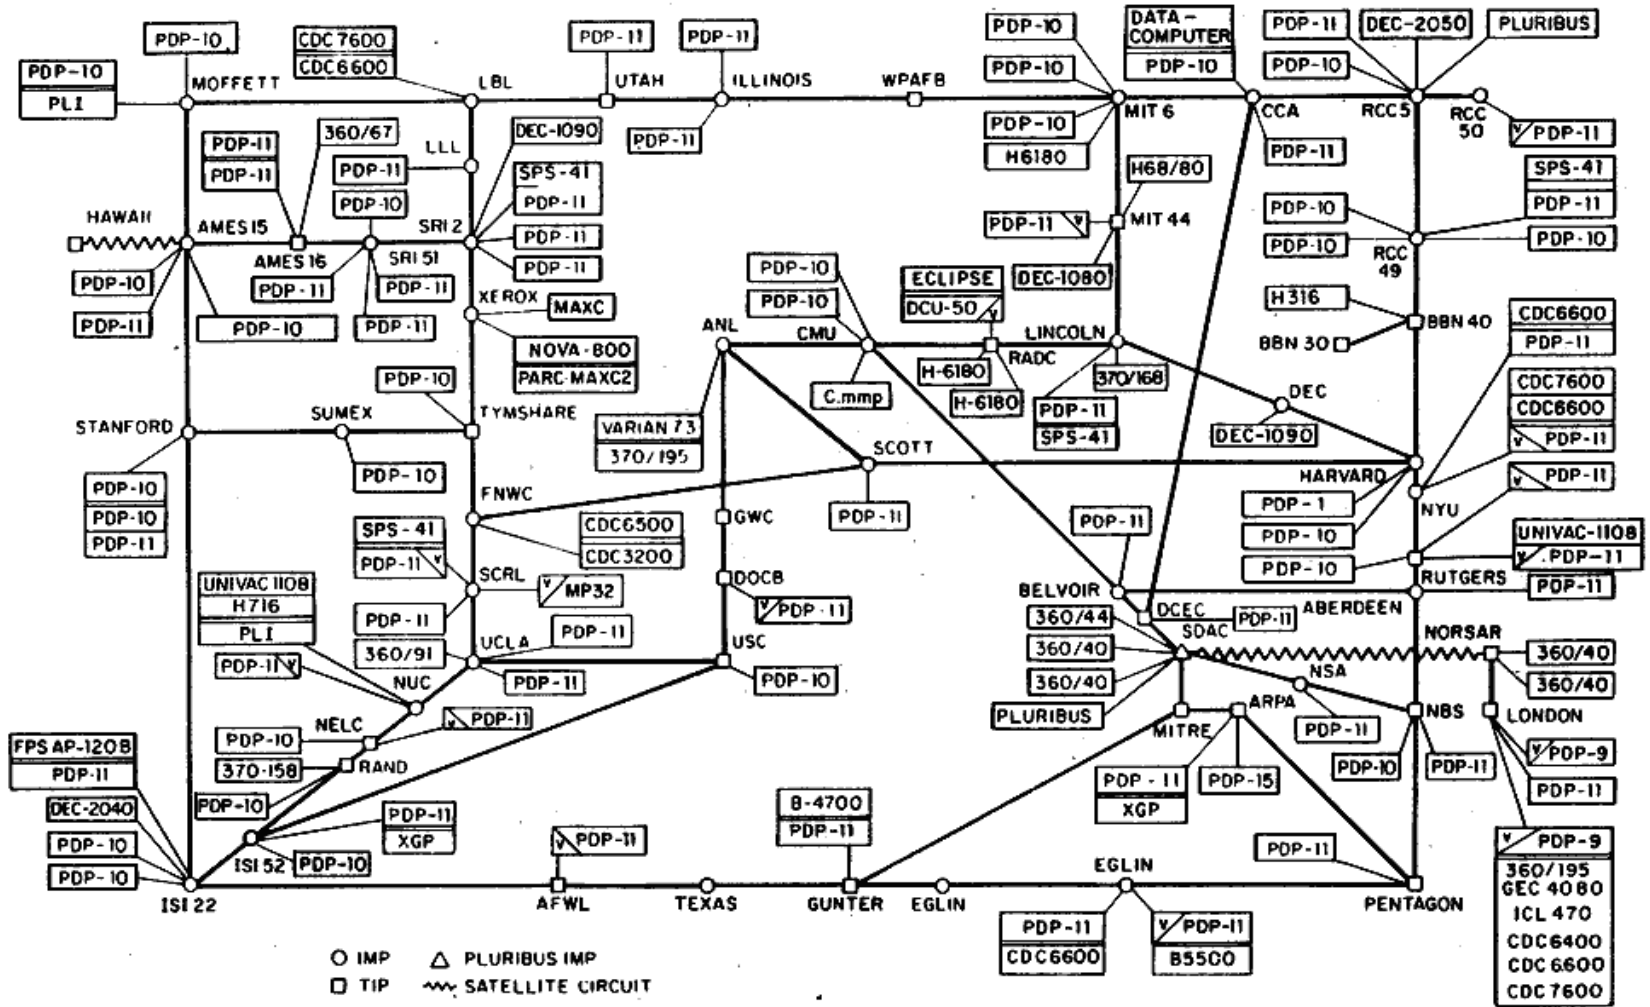 PDP-10
CDC7600
CDC6600
PDP-11
PDP-11
PDP-10
DATA-
COMPUTER
PDP-10
PDP-11
DEC-2050
PLURIBUS
PDP-10
PLI
MOFFETT
LBL
UTAH
ILLINOIS
WPAFB
PDP-10
MIT 6
CCA
PDP-10
RCC5
RCC
50
PDP-11
PDP-10
H6180
PDP-11
V PDP-11
PDP-11
PDP-11
360/67
LLL
PDP-11
DEC-1090
SPS-41
PDP-11
H68/80
SPS-41
PDP-11
HAWAII
AMES15
PDP-10
SRI2
PDP-11
PDP-11 V
MIT 44
PDP-10
PDP-10
PDP-10
AMES16
SRI51
PDP-11
DEC-1080
RCC
49
PDP-10
PDP-11
PDP-11
PDP-10
PDP-11
PDP-10
PDP-11
XEROX
MAXC
PDP-10
PDP-10
ECLIPSE
DCU-50 V
H316
BBN 40
BBN 30
CDC6600
PDP-11
NOVA-800
PARC-MAXC2
ANL
CMU
RADC
LINCOLN
H-6180
H-6180
370/168
C.mmp
PDP-11
SPS-41
DEC
DEC-1090
CDC7600
CDC6600
V PDP-11
PDP-10
STANFORD
SUMEX
TYMSHARE
VARIAN 73
370/195
SCOTT
HARVARD
V PDP-11
PDP-10
PDP-10
PDP-11
PDP-10
FNWC
GWC
PDP-11
PDP-1
NYU
SPS-41
PDP-11 V
CDC6500
CDC3200
PDP-11
PDP-10
UNIVAC-1108
V PDP-11
UNIVAC 1108
H716
PLI
SCRL
V MP32
DOCB
V PDP-11
BELVOIR
PDP-10
RUTGERS
PDP-11
PDP-11
UCLA
PDP-11
360/44
DCEC
PDP-11
ABERDEEN
360/91
USC
360/40
SDAC
NORSAR
360/40
PDP-11 V
NUC
PDP-11
PDP-10
360/40
NSA
360/40
NELC
V PDP-11
PLURIBUS
MITRE
ARPA
PDP-11
NBS
LONDON
PDP-10
370-158
RAND
PDP-11
XGP
PDP-15
PDP-10
PDP-11
V PDP-9
PDP-11
FPS AP-120B
PDP-11
DEC-2040
PDP-10
PDP-10
PDP-10
PDP-11
XGP
ISI 52
PDP-10
V PDP-11
B-4700
PDP-11
PDP-11
V PDP-9
360/195
GEC 4080
ICL 470
CDC6400
CDC6600
CDC7600
ISI 22
AFWL
TEXAS
GUNTER
EGLIN
EGLIN
PENTAGON
PDP-11
CDC6600
V PDP-11
B5500
IMP
PLURIBUS IMP
TIP
SATELLITE CIRCUIT